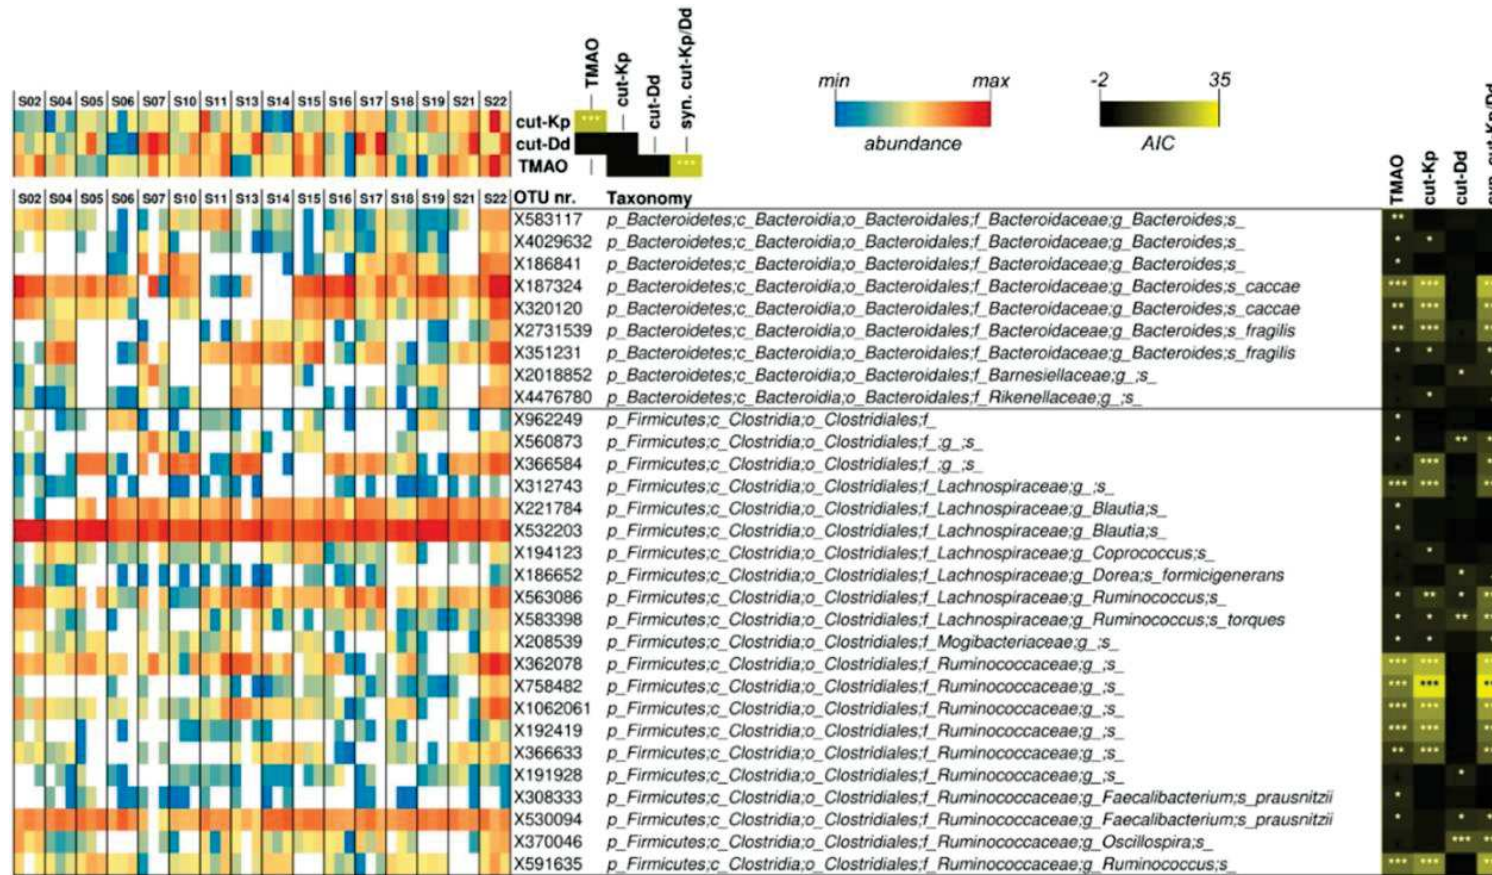 TMAO
cut-Kp
cut-Dd
syn. cut-Kp/Dd
min max
abundance
-2 35
AIC
S02 S04 S05 S06 S07 S10 S11 S13 S14 S15 S16 S17 S18 S19 S21 S22
cut-Kp ***
cut-Dd
TMAO ***
TMAO
cut-Kp
cut-Dd
syn. cut-Kp/Dd
S02 S04 S05 S06 S07 S10 S11 S13 S14 S15 S16 S17 S18 S19 S21 S22 OTU nr. Taxonomy
X583117 p_Bacteroidetes;c_Bacteroidia;o_Bacteroidales;f_Bacteroidaceae;g_Bacteroides;s_ **
X4029632 p_Bacteroidetes;c_Bacteroidia;o_Bacteroidales;f_Bacteroidaceae;g_Bacteroides;s_ * *
X186841 p_Bacteroidetes;c_Bacteroidia;o_Bacteroidales;f_Bacteroidaceae;g_Bacteroides;s_ *
X187324 p_Bacteroidetes;c_Bacteroidia;o_Bacteroidales;f_Bacteroidaceae;g_Bacteroides;s_caccae *** ***
X320120 p_Bacteroidetes;c_Bacteroidia;o_Bacteroidales;f_Bacteroidaceae;g_Bacteroides;s_caccae ** ***
X2731539 p_Bacteroidetes;c_Bacteroidia;o_Bacteroidales;f_Bacteroidaceae;g_Bacteroides;s_fragilis ** ***
X351231 p_Bacteroidetes;c_Bacteroidia;o_Bacteroidales;f_Bacteroidaceae;g_Bacteroides;s_fragilis * *
X2018852 p_Bacteroidetes;c_Bacteroidia;o_Bacteroidales;f_Barnesiellaceae;g_;s_ *
X4476780 p_Bacteroidetes;c_Bacteroidia;o_Bacteroidales;f_Rikenellaceae;g_;s_ *
X962249 p_Firmicutes;c_Clostridia;o_Clostridiales;f_ *
X560873 p_Firmicutes;c_Clostridia;o_Clostridiales;f_;g_;s_ * **
X366584 p_Firmicutes;c_Clostridia;o_Clostridiales;f_;g_;s_ ***
X312743 p_Firmicutes;c_Clostridia;o_Clostridiales;f_Lachnospiraceae;g_;s_ *** ***
X221784 p_Firmicutes;c_Clostridia;o_Clostridiales;f_Lachnospiraceae;g_Blautia;s_ *
X532203 p_Firmicutes;c_Clostridia;o_Clostridiales;f_Lachnospiraceae;g_Blautia;s_ *
X194123 p_Firmicutes;c_Clostridia;o_Clostridiales;f_Lachnospiraceae;g_Coprococcus;s_ *
X186652 p_Firmicutes;c_Clostridia;o_Clostridiales;f_Lachnospiraceae;g_Dorea;s_formicigenerans *
X563086 p_Firmicutes;c_Clostridia;o_Clostridiales;f_Lachnospiraceae;g_Ruminococcus;s_ * ** *
X583398 p_Firmicutes;c_Clostridia;o_Clostridiales;f_Lachnospiraceae;g_Ruminococcus;s_torques * * **
X208539 p_Firmicutes;c_Clostridia;o_Clostridiales;f_Mogibacteriaceae;g_;s_ * *
X362078 p_Firmicutes;c_Clostridia;o_Clostridiales;f_Ruminococcaceae;g_;s_ *** ***
X758482 p_Firmicutes;c_Clostridia;o_Clostridiales;f_Ruminococcaceae;g_;s_ *** ***
X1062061 p_Firmicutes;c_Clostridia;o_Clostridiales;f_Ruminococcaceae;g_;s_ *** ***
X192419 p_Firmicutes;c_Clostridia;o_Clostridiales;f_Ruminococcaceae;g_;s_ *** ***
X366633 p_Firmicutes;c_Clostridia;o_Clostridiales;f_Ruminococcaceae;g_;s_ ** ***
X191928 p_Firmicutes;c_Clostridia;o_Clostridiales;f_Ruminococcaceae;g_;s_ *
X308333 p_Firmicutes;c_Clostridia;o_Clostridiales;f_Ruminococcaceae;g_Faecalibacterium;s_prausnitzii *
X530094 p_Firmicutes;c_Clostridia;o_Clostridiales;f_Ruminococcaceae;g_Faecalibacterium;s_prausnitzii * *
X370046 p_Firmicutes;c_Clostridia;o_Clostridiales;f_Ruminococcaceae;g_Oscillospira;s_ ***
X591635 p_Firmicutes;c_Clostridia;o_Clostridiales;f_Ruminococcaceae;g_Ruminococcus;s_ *** ***